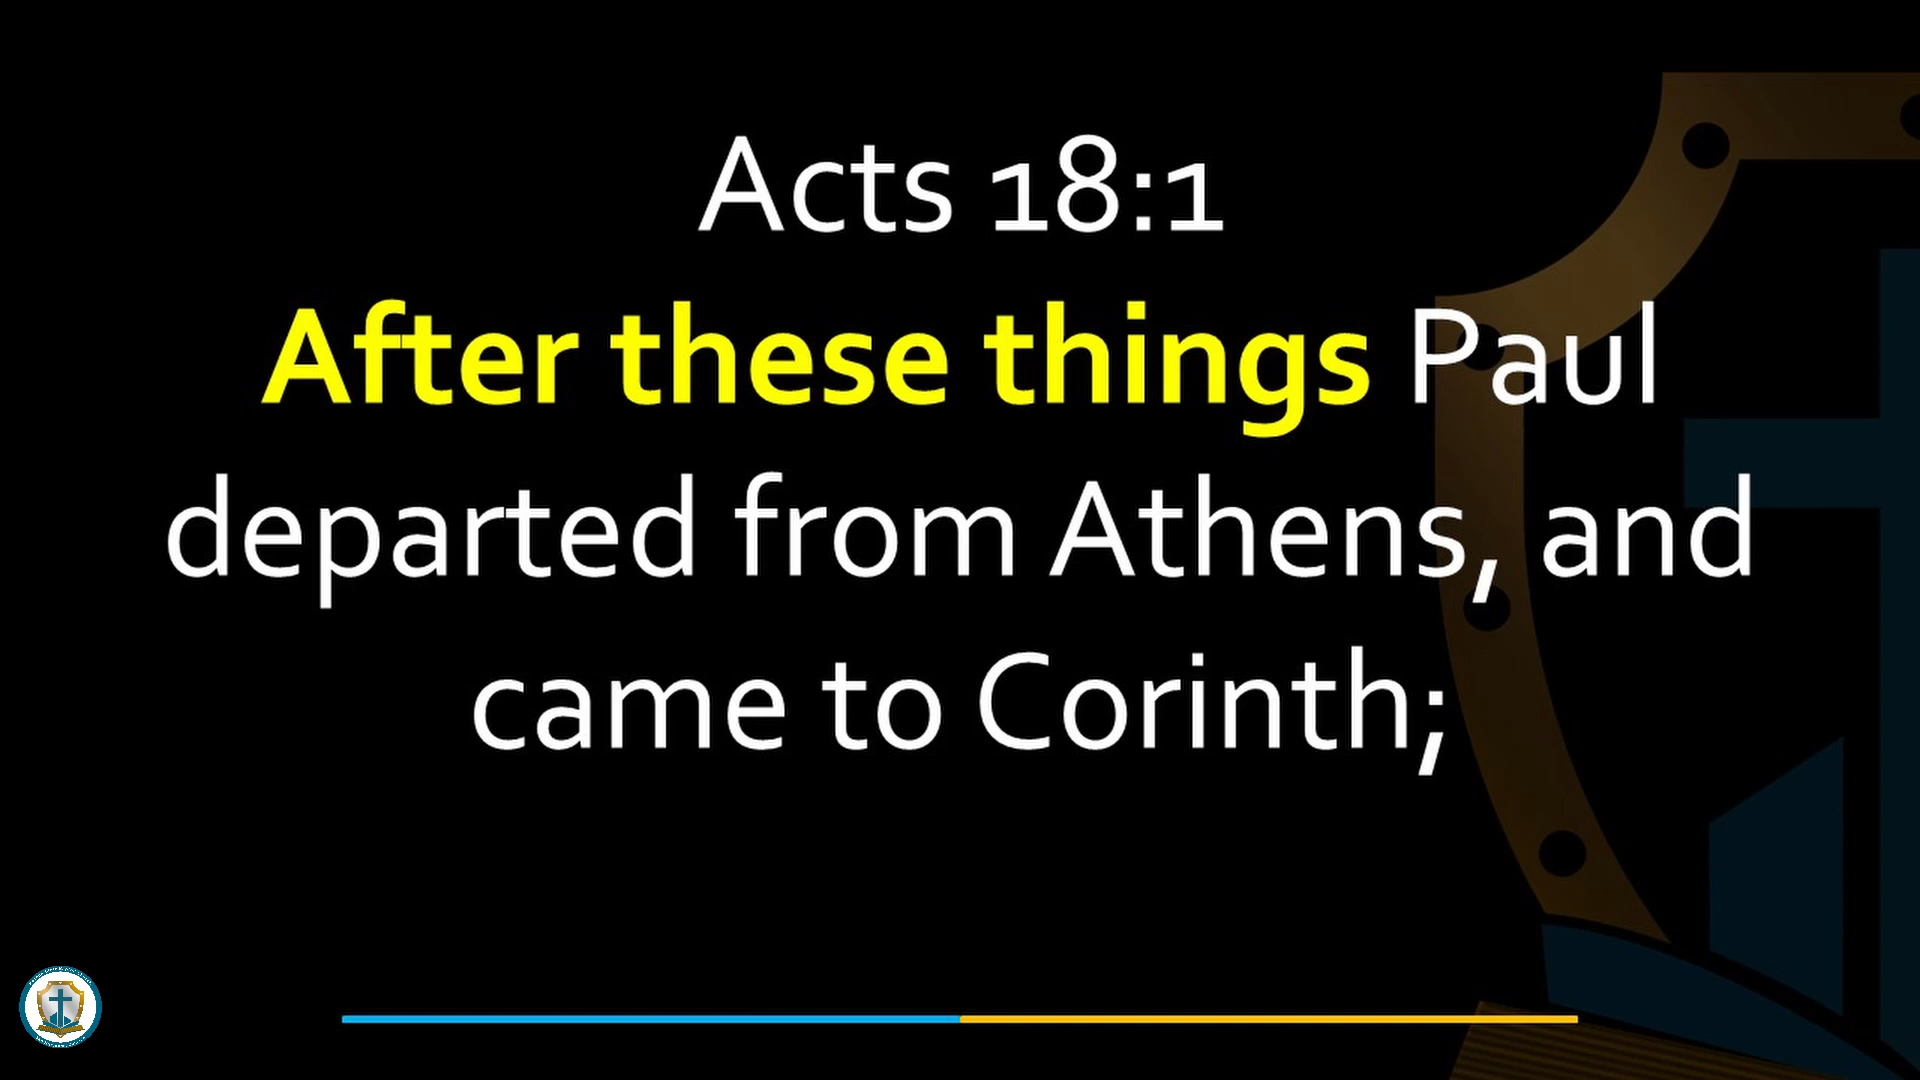 Acts 18:1
After these things Paul
departed from Athens, and
came to Corinth;